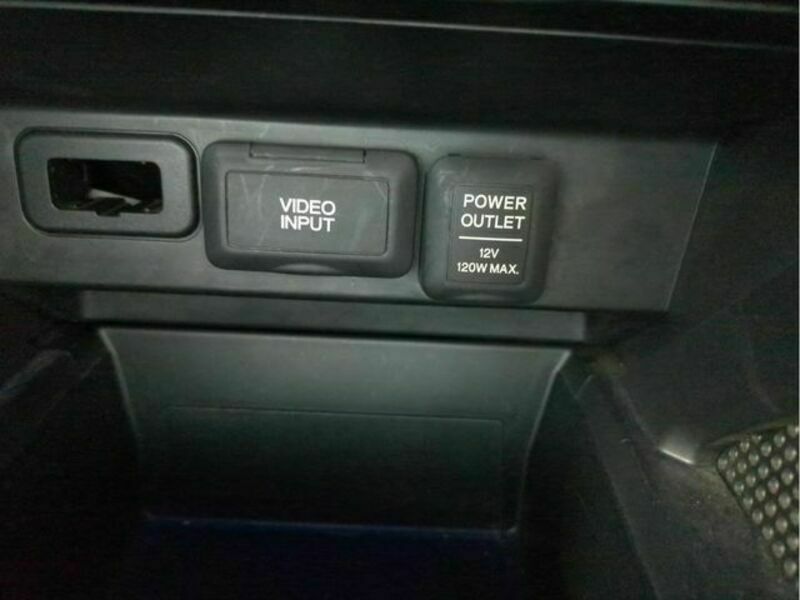 VIDEO
INPUT
POWER
OUTLET
12V
120W MAX.